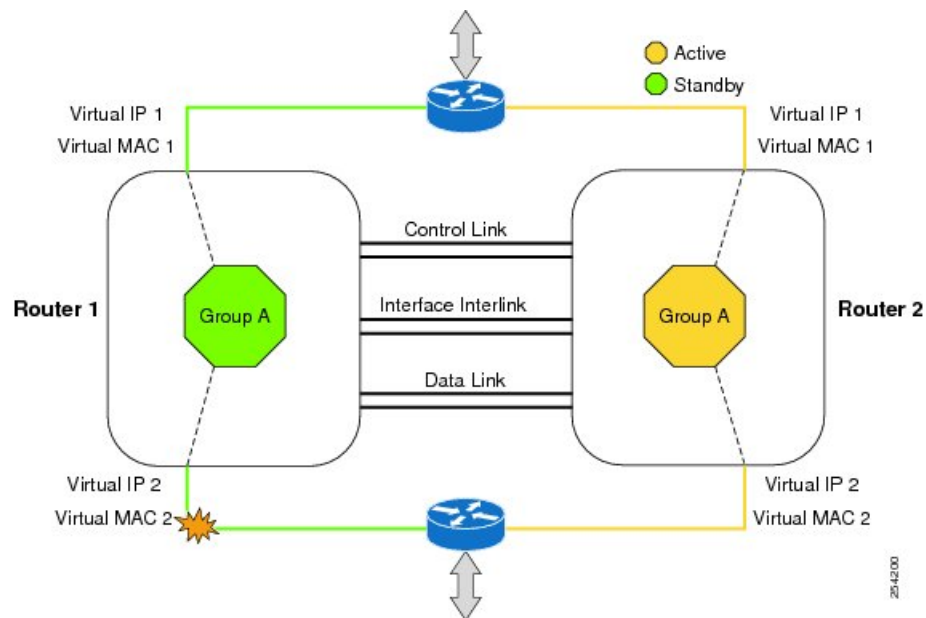 Active
Standby
Virtual IP 1
Virtual MAC 1
Virtual IP 1
Virtual MAC 1
Control Link
Router 1
Group A
Interface Interlink
Group A
Router 2
Data Link
Virtual IP 2
Virtual MAC 2
Virtual IP 2
Virtual MAC 2
254200